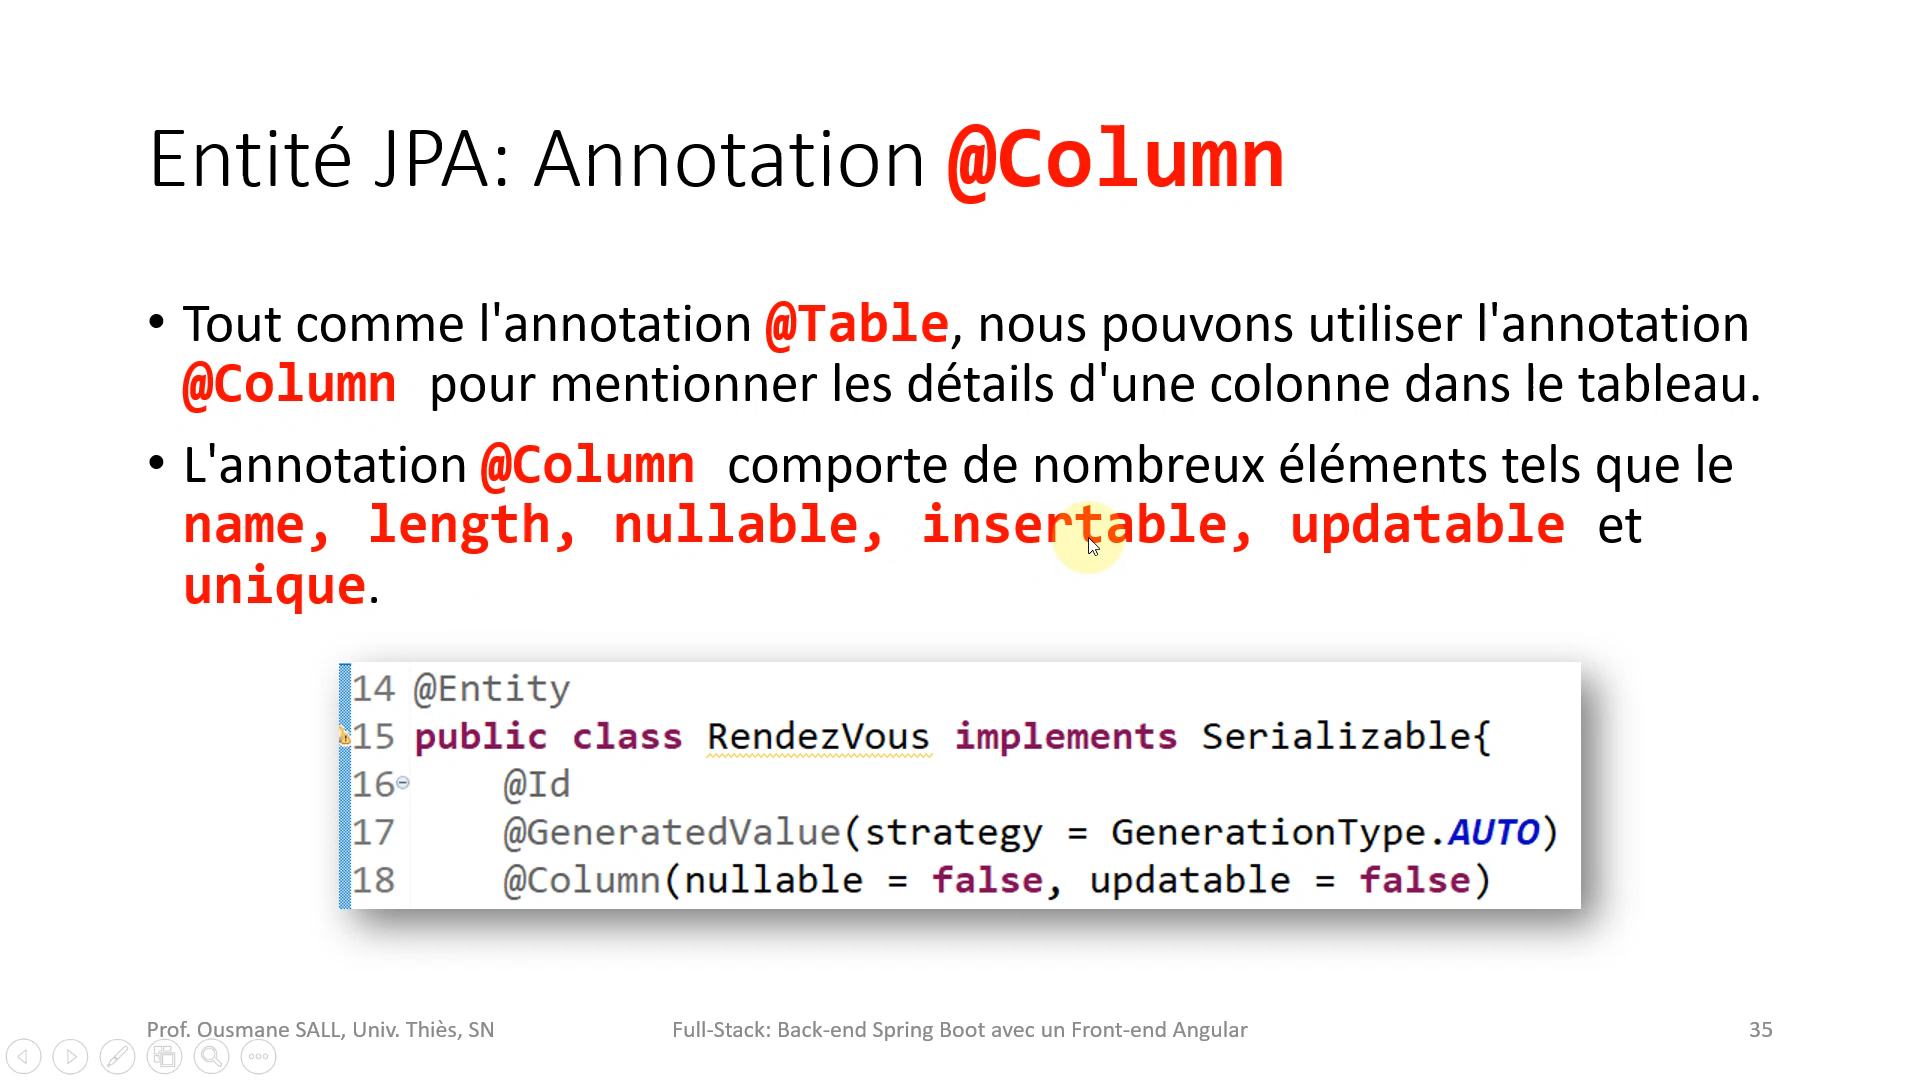 Entité JPA: Annotation @Column
• Tout comme l'annotation @Table, nous pouvons utiliser l'annotation
@Column pour mentionner les détails d'une colonne dans le tableau.
• L'annotation @Column comporte de nombreux éléments tels que le
name, length, nullable, insertable, updatable et
unique.
14 @Entity
15 public class RendezVous implements Serializable{
16 @Id
17 @GeneratedValue(strategy = GenerationType.AUTO)
18 @Column(nullable = false, updatable = false)
Prof. Ousmane SALL, Univ. Thiès, SN Full-Stack: Back-end Spring Boot avec un Front-end Angular 35